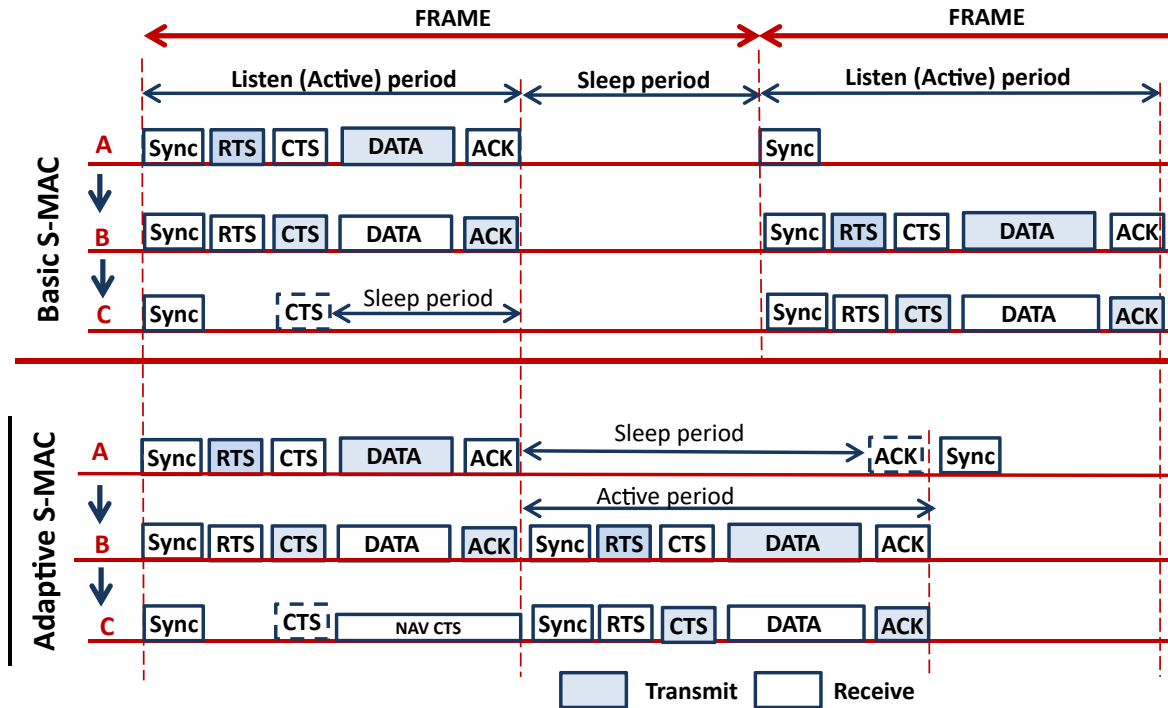 FRAME FRAME
Listen (Active) period Sleep period Listen (Active) period
Basic S-MAC
A Sync RTS CTS DATA ACK Sync
B Sync RTS CTS DATA ACK Sync RTS CTS DATA ACK
C Sync CTS Sleep period Sync RTS CTS DATA ACK
Adaptive S-MAC
A Sync RTS CTS DATA ACK Sleep period ACK Sync
Active period
B Sync RTS CTS DATA ACK Sync RTS CTS DATA ACK
C Sync CTS NAV CTS Sync RTS CTS DATA ACK
Transmit Receive